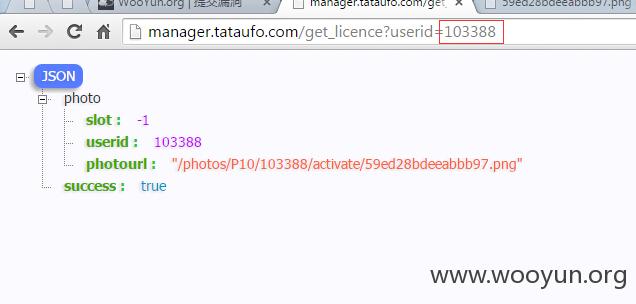 WooYun.org | 提交漏洞
manager.tataufo.com/get_
59ed28bdeeabbb97.png
manager.tataufo.com/get_licence?userid=103388
JSON
photo
slot : -1
userid : 103388
photourl : "/photos/P10/103388/activate/59ed28bdeeabbb97.png"
success : true
www.wooyun.org